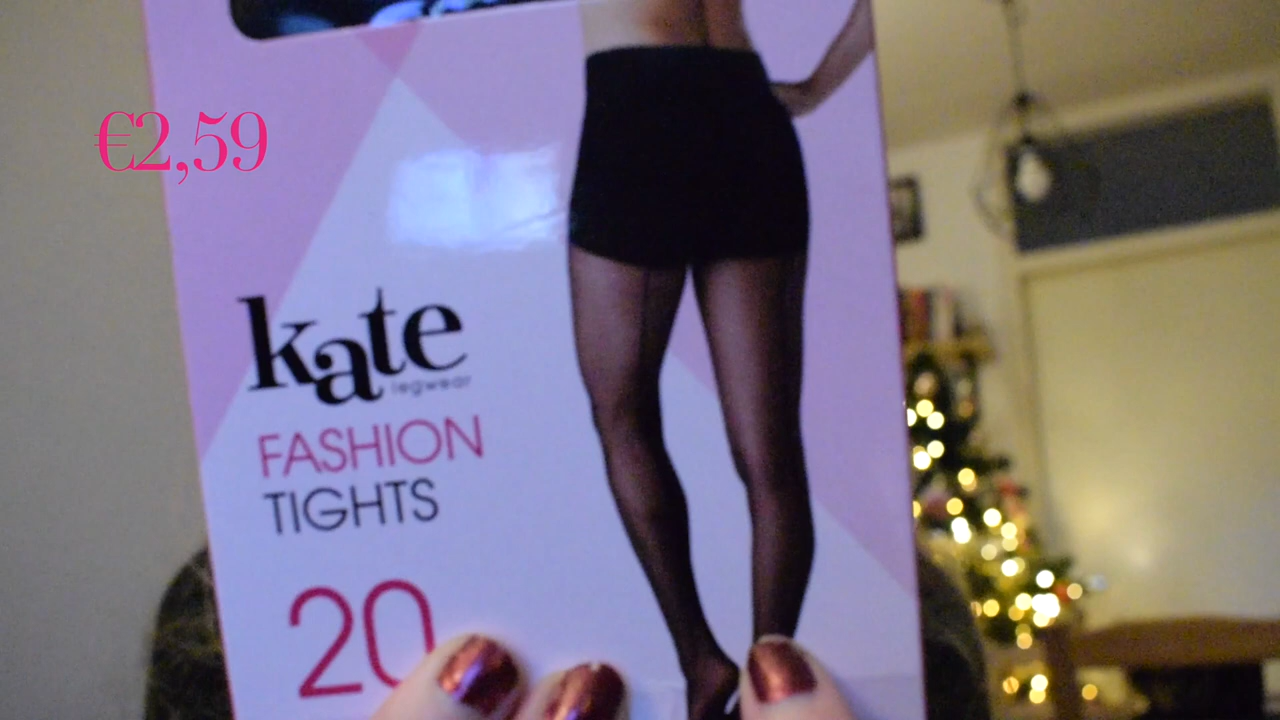 €2,59
kate
legwear
FASHION
TIGHTS
20